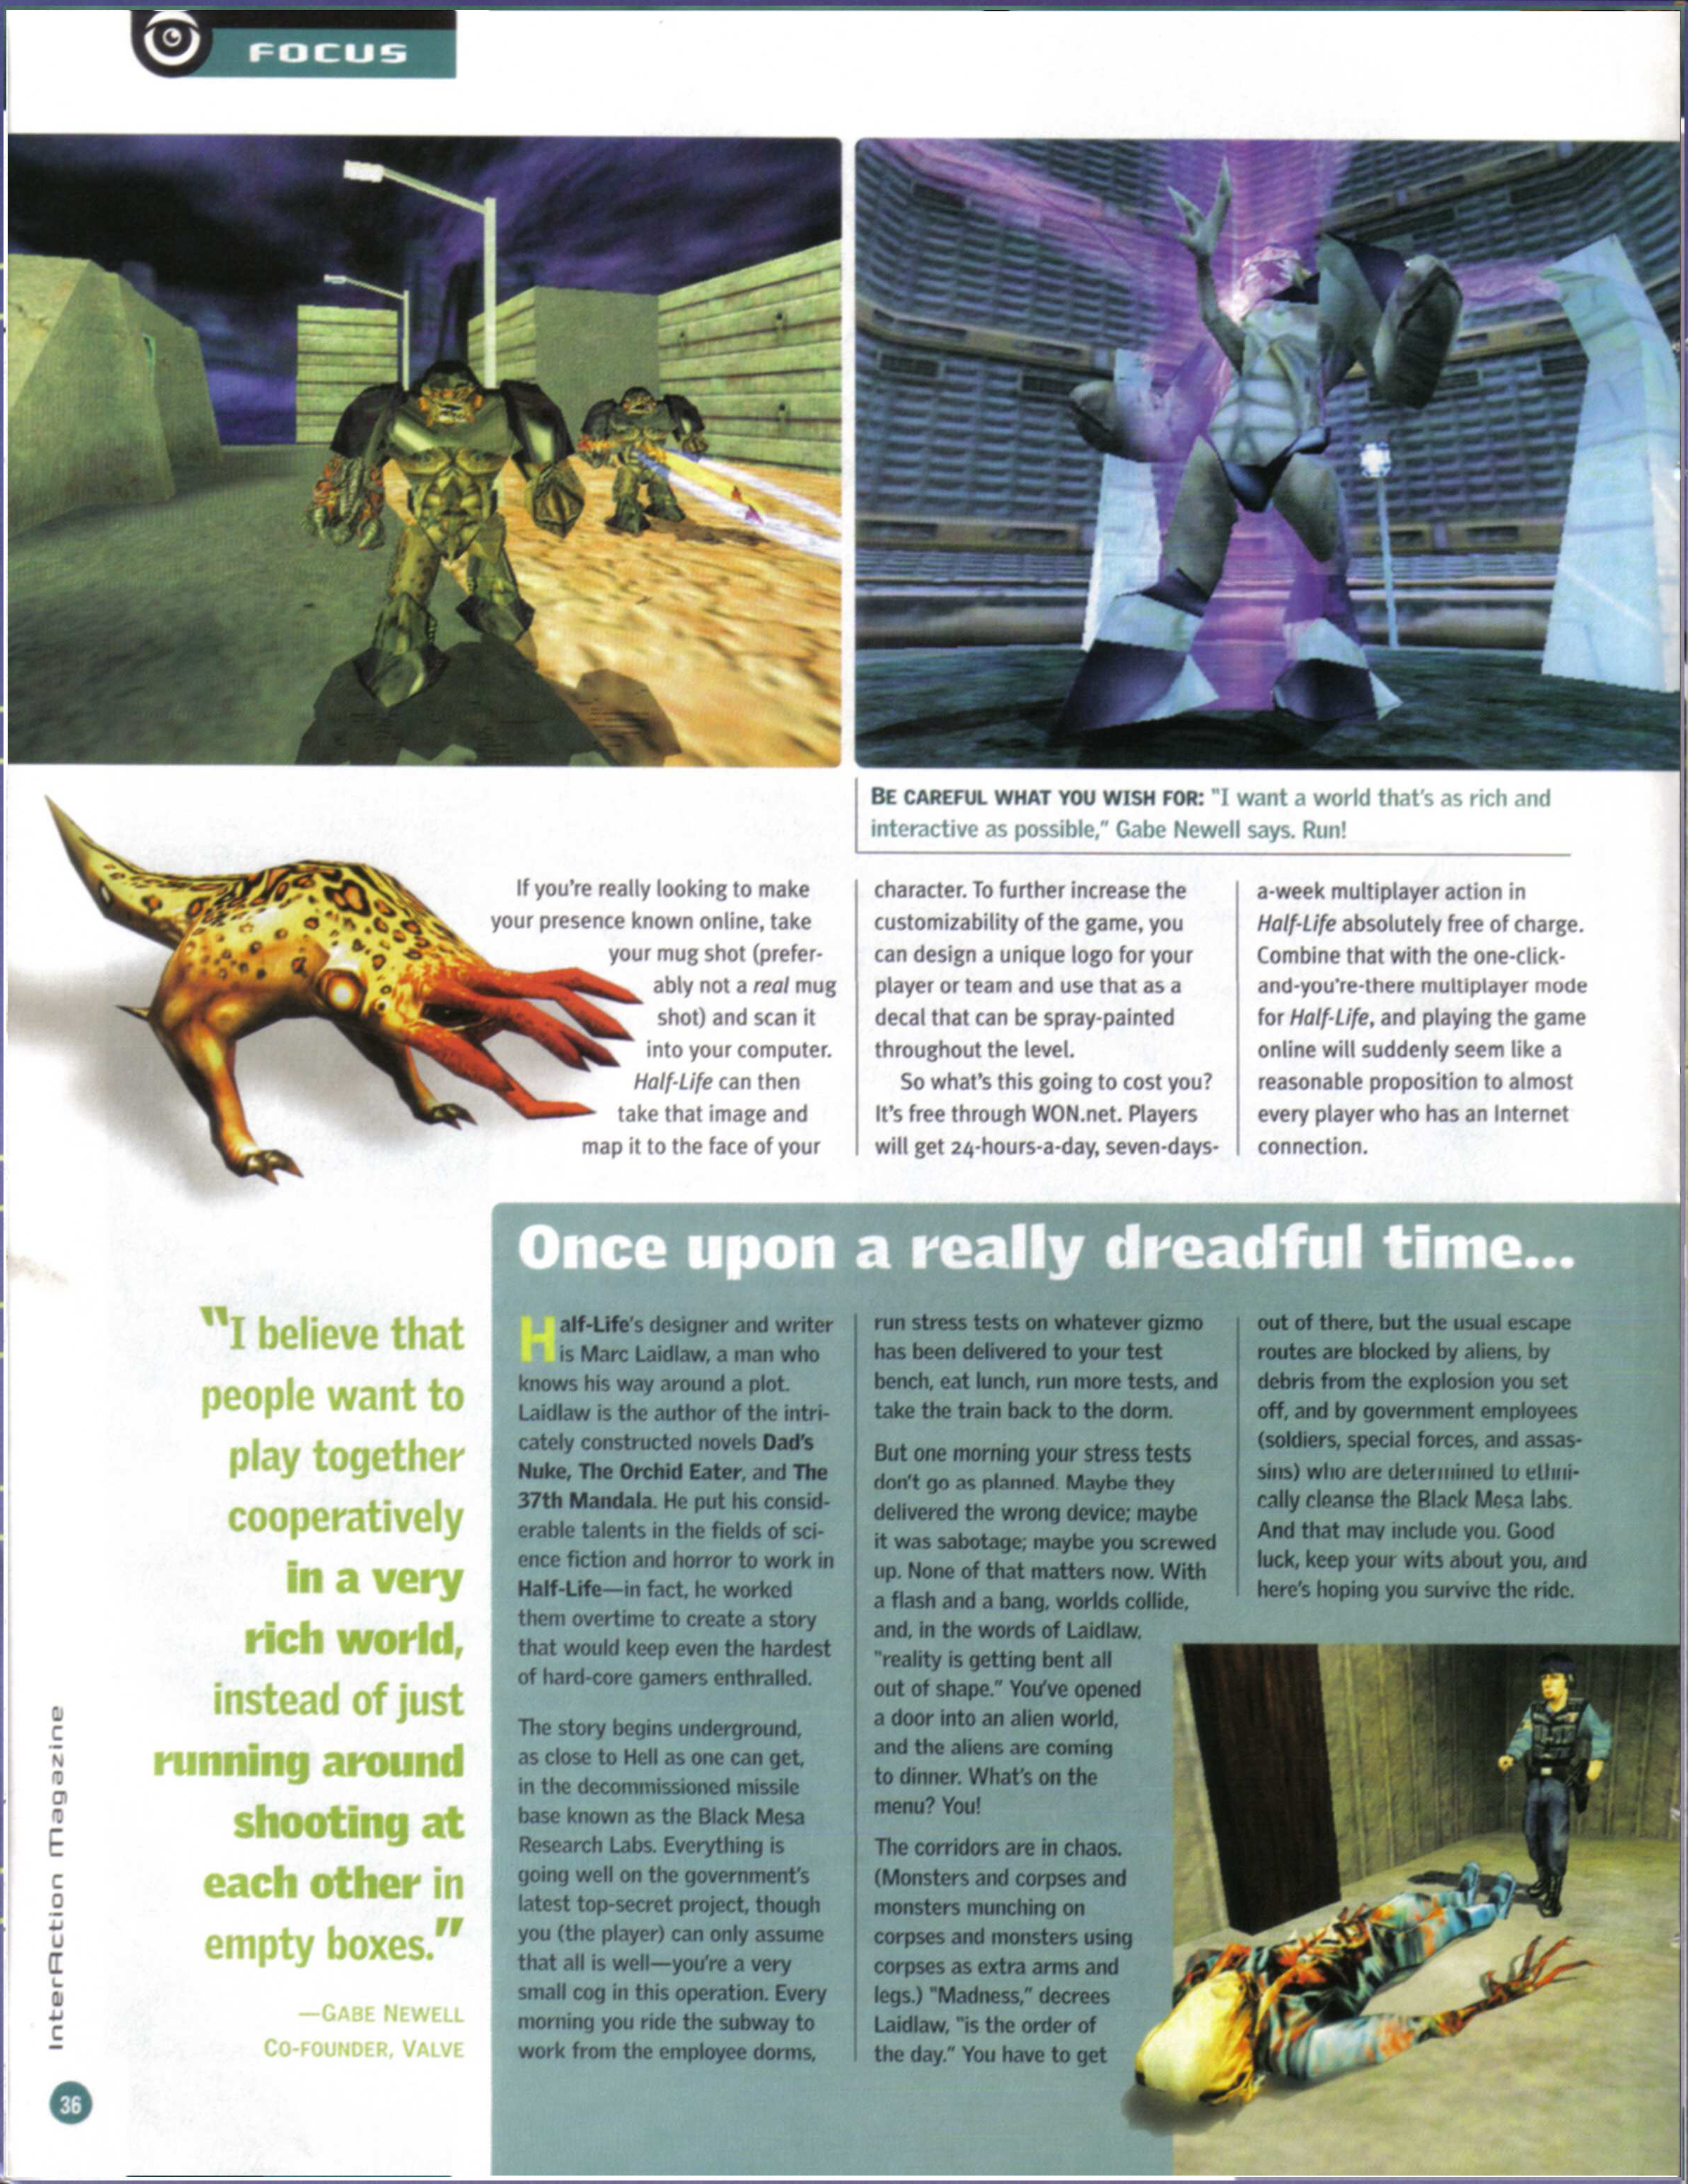 FOCUS
BE CAREFUL WHAT YOU WISH FOR: "I want a world that's as rich and
interactive as possible," Gabe Newell says. Run!
If you're really looking to make
your presence known online, take
your mug shot (prefer-
ably not a real mug
shot) and scan it
into your computer.
Half-Life can then
take that image and
map it to the face of your
character. To further increase the
customizability of the game, you
can design a unique logo for your
player or team and use that as a
decal that can be spray-painted
throughout the level.
So what's this going to cost you?
It's free through WON.net. Players
will get 24-hours-a-day, seven-days-
a-week multiplayer action in
Half-Life absolutely free of charge.
Combine that with the one-click-
and-you're-there multiplayer mode
for Half-Life, and playing the game
online will suddenly seem like a
reasonable proposition to almost
every player who has an Internet
connection.
"I believe that
people want to
play together
cooperatively
in a very
rich world,
instead of just
running around
shooting at
each other in
empty boxes."
—GABE NEWELL
CO-FOUNDER, VALVE
Once upon a really dreadful time...
Half-Life's designer and writer
is Marc Laidlaw, a man who
knows his way around a plot.
Laidlaw is the author of the intri-
cately constructed novels Dad's
Nuke, The Orchid Eater, and The
37th Mandala. He put his consid-
erable talents in the fields of sci-
ence fiction and horror to work in
Half-Life—in fact, he worked
them overtime to create a story
that would keep even the hardest
of hard-core gamers enthralled.
The story begins underground,
as close to Hell as one can get,
in the decommissioned missile
base known as the Black Mesa
Research Labs. Everything is
going well on the government's
latest top-secret project, though
you (the player) can only assume
that all is well—you're a very
small cog in this operation. Every
morning you ride the subway to
work from the employee dorms,
run stress tests on whatever gizmo
has been delivered to your test
bench, eat lunch, run more tests, and
take the train back to the dorm.
But one morning your stress tests
don't go as planned. Maybe they
delivered the wrong device; maybe
it was sabotage; maybe you screwed
up. None of that matters now. With
a flash and a bang, worlds collide,
and, in the words of Laidlaw,
"reality is getting bent all
out of shape." You've opened
a door into an alien world,
and the aliens are coming
to dinner. What's on the
menu? You!
The corridors are in chaos.
(Monsters and corpses and
monsters munching on
corpses and monsters using
corpses as extra arms and
legs.) "Madness," decrees
Laidlaw, "is the order of
the day." You have to get
out of there, but the usual escape
routes are blocked by aliens, by
debris from the explosion you set
off, and by government employees
(soldiers, special forces, and assas-
sins) who are determined to ethni-
cally cleanse the Black Mesa labs.
And that may include you. Good
luck, keep your wits about you, and
here's hoping you survive the ride.
InterAction magazine
36